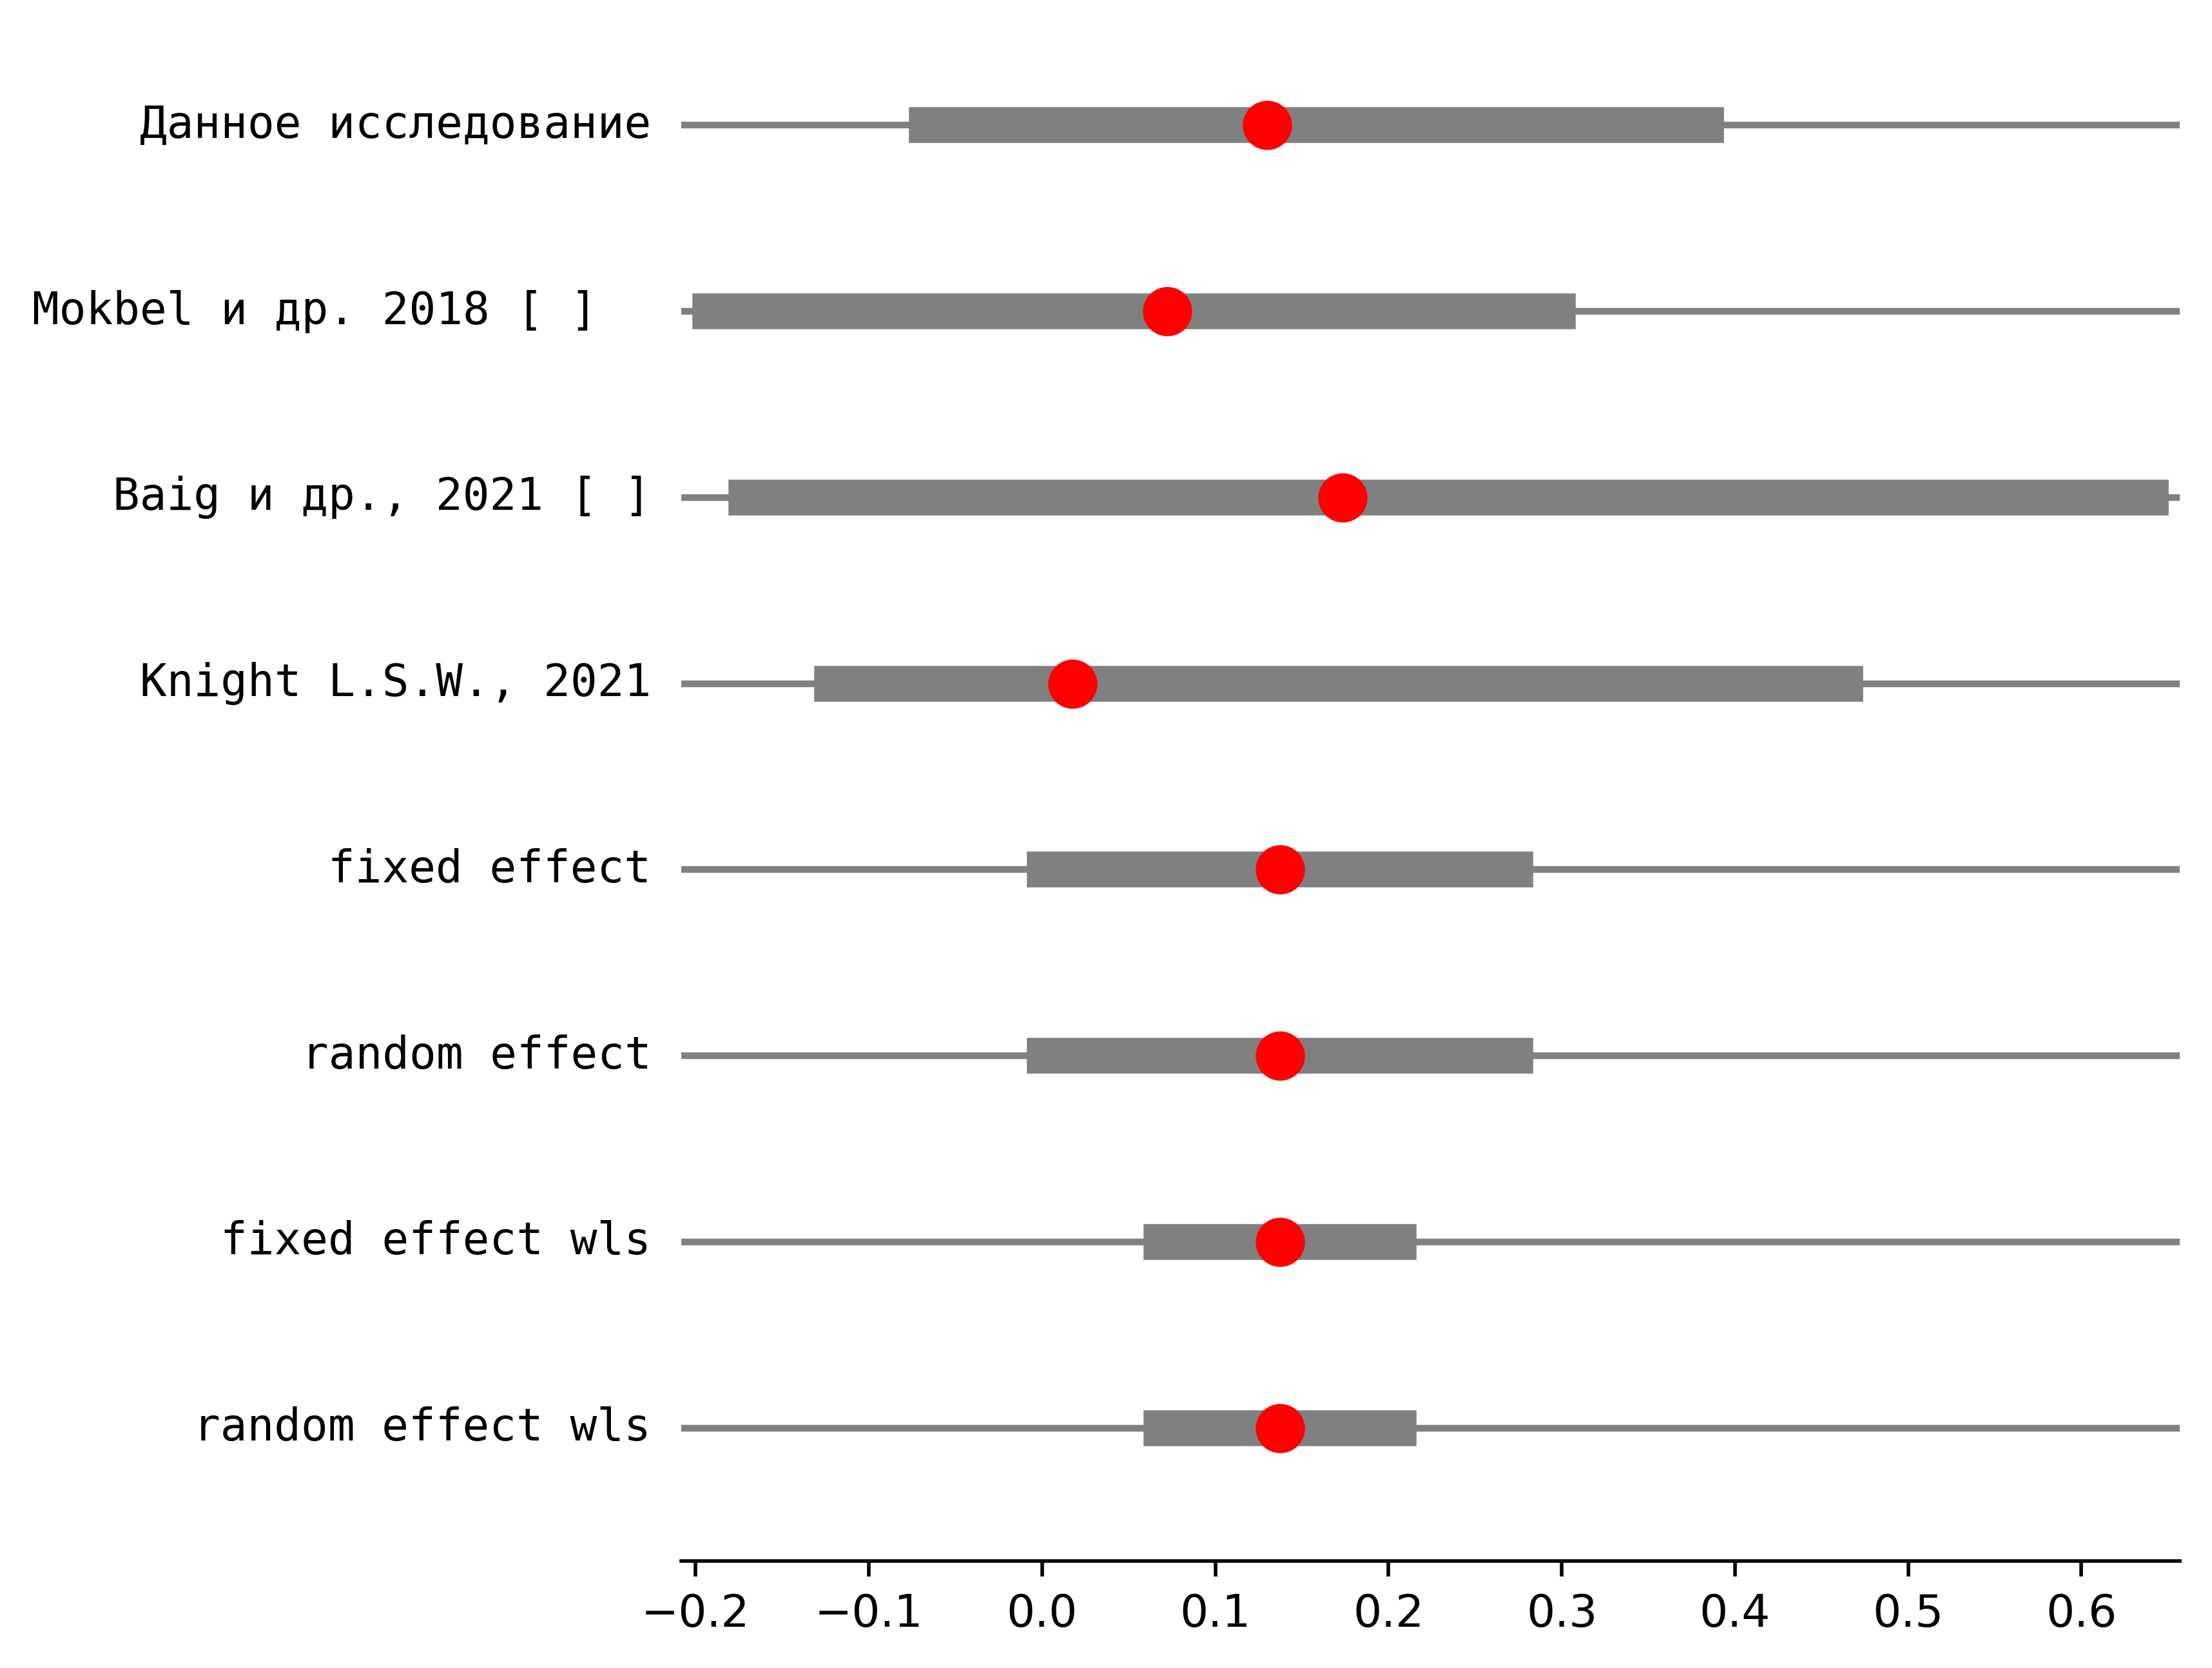 Данное исследование
Mokbel и др. 2018 [ ]
Baig и др., 2021 [ ]
Knight L.S.W., 2021
fixed effect
random effect
fixed effect wls
random effect wls
−0.2 −0.1 0.0 0.1 0.2 0.3 0.4 0.5 0.6